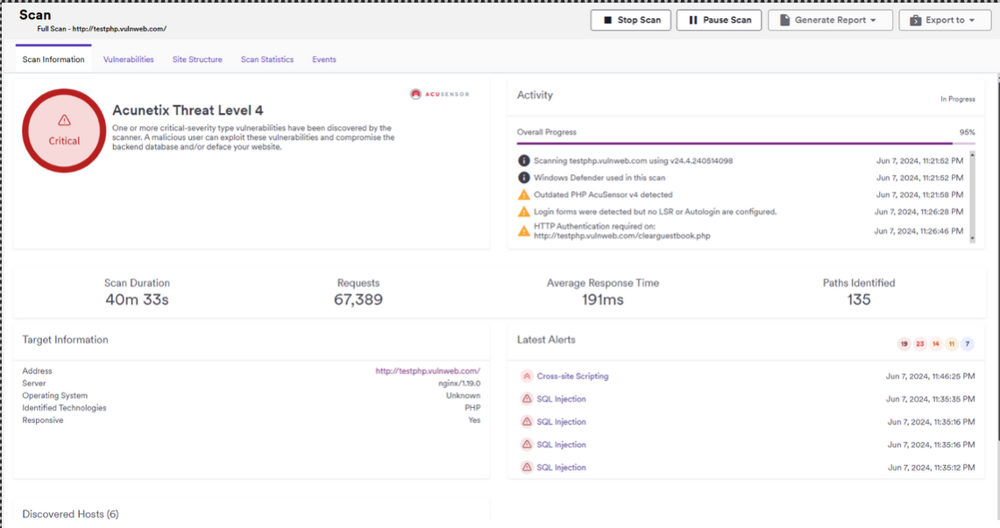 Scan
Full Scan - http://testphp.vulnweb.com/
Stop Scan
Pause Scan
Generate Report
Export to
Scan Information
Vulnerabilities
Site Structure
Scan Statistics
Events
Critical
ACUSENSOR
Acunetix Threat Level 4
One or more critical-severity type vulnerabilities have been discovered by the
scanner. A malicious user can exploit these vulnerabilities and compromise the
backend database and/or deface your website.
Activity
In Progress
Overall Progress
95%
Scanning testphp.vulnweb.com using v24.4.240514098 Jun 7, 2024, 11:21:52 PM
Windows Defender used in this scan Jun 7, 2024, 11:21:52 PM
Outdated PHP AcuSensor v4 detected Jun 7, 2024, 11:21:58 PM
Login forms were detected but no LSR or Autologin are configured. Jun 7, 2024, 11:26:28 PM
HTTP Authentication required on:
http://testphp.vulnweb.com/clearguestbook.php Jun 7, 2024, 11:26:46 PM
Scan Duration
40m 33s
Requests
67,389
Average Response Time
191ms
Paths Identified
135
Target Information
Address http://testphp.vulnweb.com/
Server nginx/1.19.0
Operating System Unknown
Identified Technologies PHP
Responsive Yes
Latest Alerts
19 23 14 11 7
Cross-site Scripting Jun 7, 2024, 11:46:25 PM
SQL Injection Jun 7, 2024, 11:35:35 PM
SQL Injection Jun 7, 2024, 11:35:16 PM
SQL Injection Jun 7, 2024, 11:35:16 PM
SQL Injection Jun 7, 2024, 11:35:12 PM
Discovered Hosts (6)